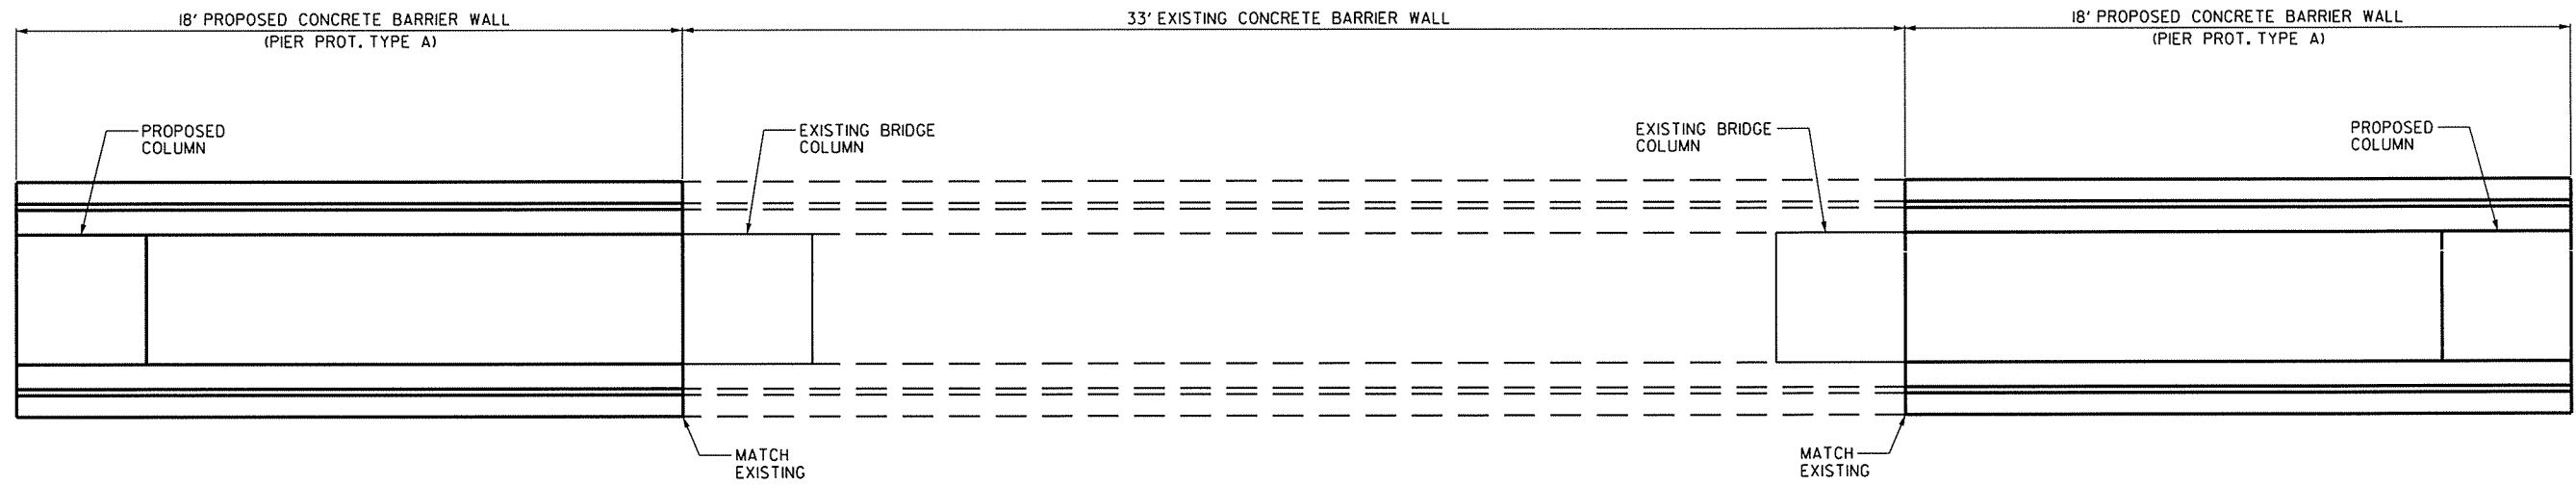 18' PROPOSED CONCRETE BARRIER WALL
(PIER PROT. TYPE A)
33' EXISTING CONCRETE BARRIER WALL
18' PROPOSED CONCRETE BARRIER WALL
(PIER PROT. TYPE A)
PROPOSED
COLUMN
EXISTING BRIDGE
COLUMN
EXISTING BRIDGE
COLUMN
PROPOSED
COLUMN
MATCH
EXISTING
MATCH
EXISTING